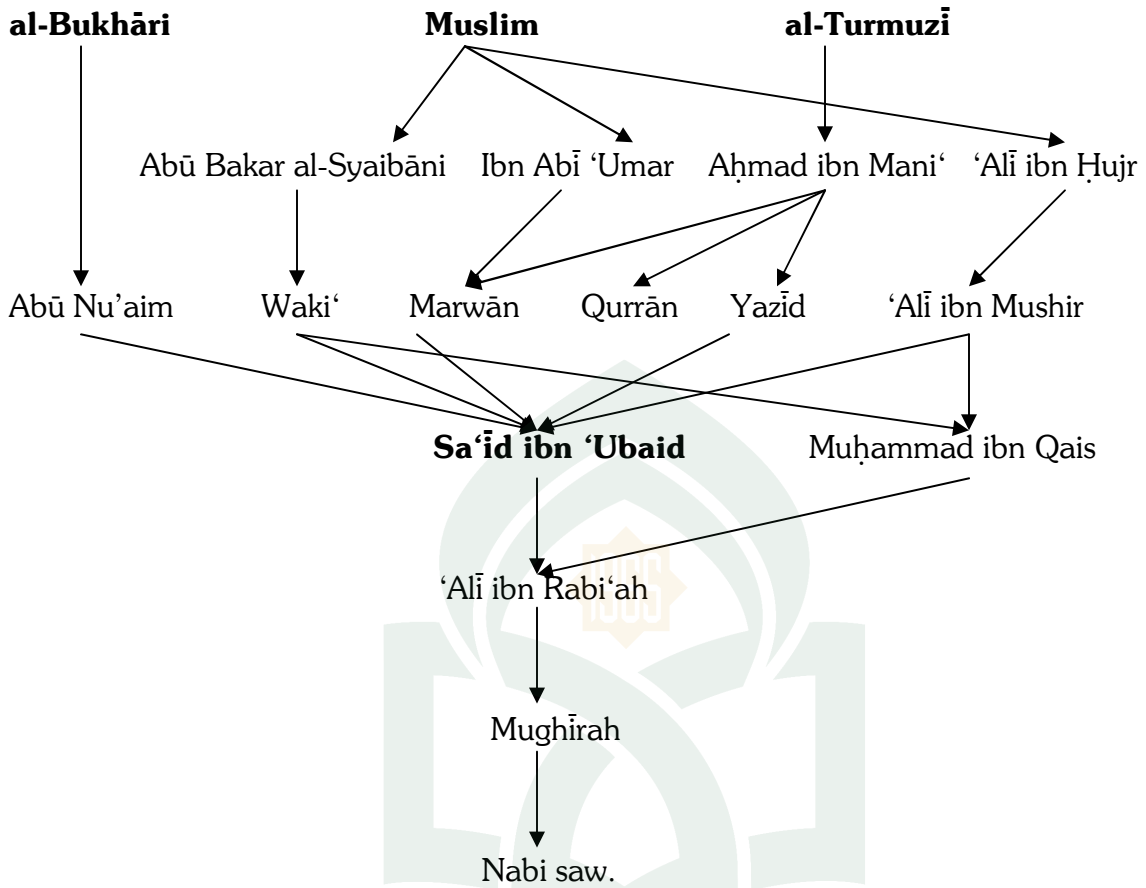 al-Bukhāri Muslim al-Turmużī
Abū Bakar al-Syaibāni Ibn Abī ‘Umar Aḥmad ibn Mani‘ ‘Alī ibn Ḥujr
Abū Nu’aim Waki‘ Marwān Qurrān Yazīd ‘Alī ibn Mushir
Sa‘īd ibn ‘Ubaid Muḥammad ibn Qais
‘Alī ibn Rabi‘ah
Mughīrah
Nabi saw.